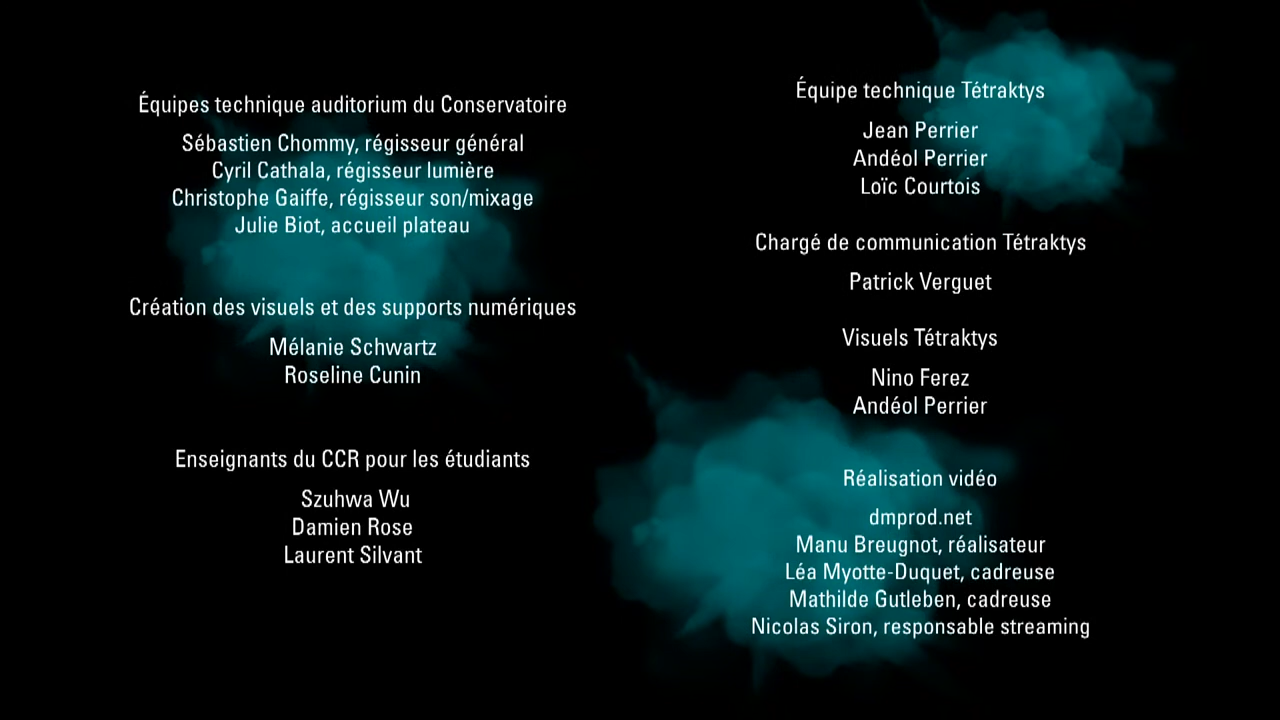 Équipes technique auditorium du Conservatoire
Sébastien Chommy, régisseur général
Cyril Cathala, régisseur lumière
Christophe Gaiffe, régisseur son/mixage
Julie Biot, accueil plateau
Création des visuels et des supports numériques
Mélanie Schwartz
Roseline Cunin
Enseignants du CCR pour les étudiants
Szuhwa Wu
Damien Rose
Laurent Silvant
Équipe technique Tétraktys
Jean Perrier
Andéol Perrier
Loïc Courtois
Chargé de communication Tétraktys
Patrick Verguet
Visuels Tétraktys
Nino Ferez
Andéol Perrier
Réalisation vidéo
dmprod.net
Manu Breugnot, réalisateur
Léa Myotte-Duquet, cadreuse
Mathilde Gutleben, cadreuse
Nicolas Siron, responsable streaming